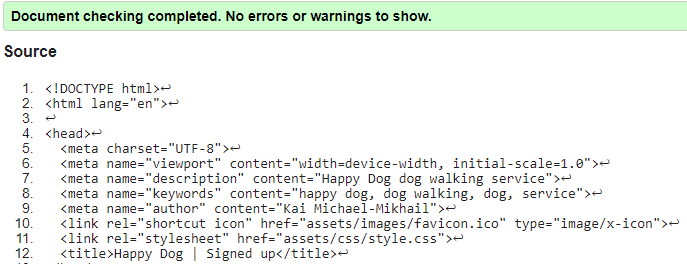 Document checking completed. No errors or warnings to show.
Source
1. <!DOCTYPE html>↩
2. <html lang="en">↩
3. ↩
4. <head>↩
5. <meta charset="UTF-8">↩
6. <meta name="viewport" content="width=device-width, initial-scale=1.0">↩
7. <meta name="description" content="Happy Dog dog walking service">↩
8. <meta name="keywords" content="happy dog, dog walking, dog, service">↩
9. <meta name="author" content="Kai Michael-Mikhail">↩
10. <link rel="shortcut icon" href="assets/images/favicon.ico" type="image/x-icon">↩
11. <link rel="stylesheet" href="assets/css/style.css">↩
12. <title>Happy Dog | Signed up</title>↩